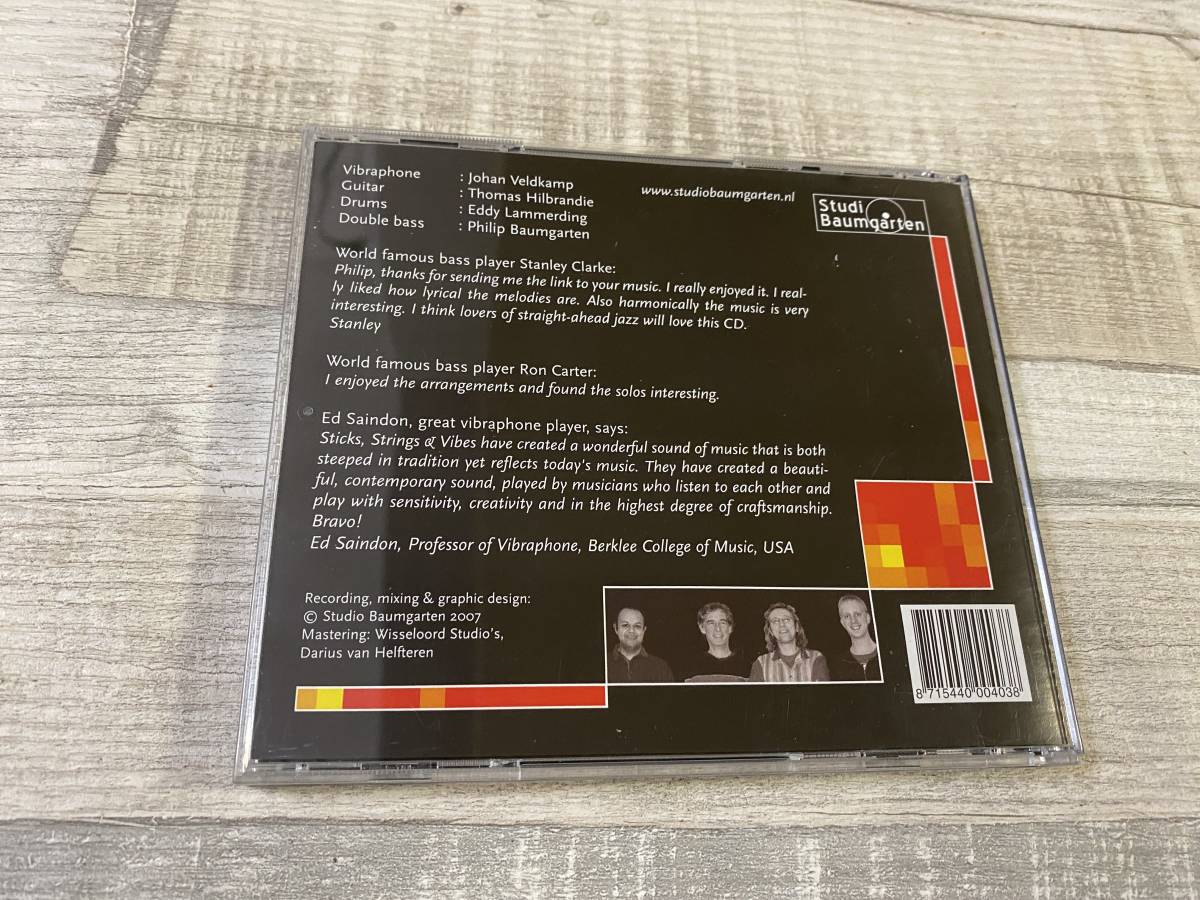 Vibraphone : Johan Veldkamp
Guitar : Thomas Hilbrandie
Drums : Eddy Lammerding
Double bass : Philip Baumgarten
www.studiobaumgarten.nl
Studi
Baumgarten
World famous bass player Stanley Clarke:
Philip, thanks for sending me the link to your music. I really enjoyed it. I real-
ly liked how lyrical the melodies are. Also harmonically the music is very
interesting. I think lovers of straight-ahead jazz will love this CD.
Stanley
World famous bass player Ron Carter:
I enjoyed the arrangements and found the solos interesting.
Ed Saindon, great vibraphone player, says:
Sticks, Strings & Vibes have created a wonderful sound of music that is both
steeped in tradition yet reflects today's music. They have created a beauti-
ful, contemporary sound, played by musicians who listen to each other and
play with sensitivity, creativity and in the highest degree of craftsmanship.
Bravo!
Ed Saindon, Professor of Vibraphone, Berklee College of Music, USA
Recording, mixing & graphic design:
© Studio Baumgarten 2007
Mastering: Wisseloord Studio's,
Darius van Helfteren
8 715440 004038